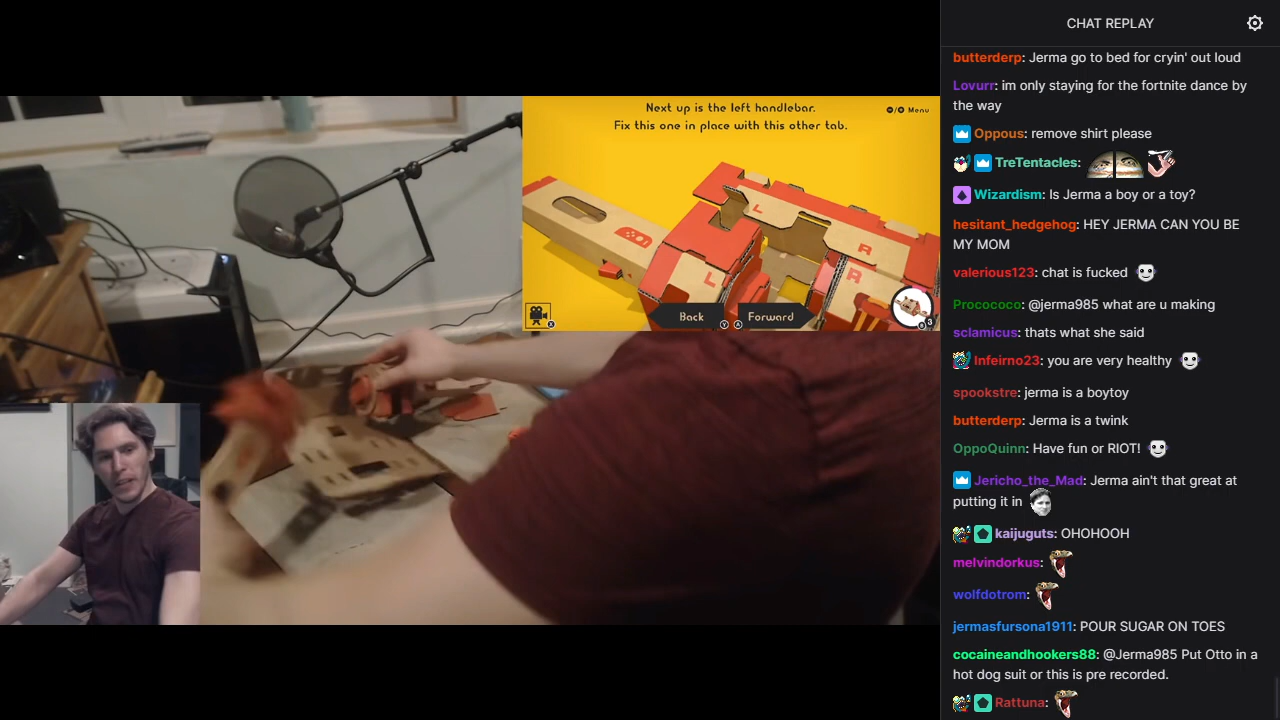 CHAT REPLAY
Next up is the left handlebar.
Fix this one in place with this other tab.
Menu
L
R
L
R
Back
Y
A
Forward
X
3
butterderp: Jerma go to bed for cryin' out loud
Lovurr: im only staying for the fortnite dance by
the way
Oppous: remove shirt please
TreTentacles:
Wizardism: Is Jerma a boy or a toy?
hesitant_hedgehog: HEY JERMA CAN YOU BE
MY MOM
valerious123: chat is fucked
Procococo: @jerma985 what are u making
sclamicus: thats what she said
Infeirno23: you are very healthy
spookstre: jerma is a boytoy
butterderp: Jerma is a twink
OppoQuinn: Have fun or RIOT!
Jericho_the_Mad: Jerma ain't that great at
putting it in
kaijuguts: OHOHOOH
melvindorkus:
wolfdotrom:
jermasfursona1911: POUR SUGAR ON TOES
cocaineandhookers88: @Jerma985 Put Otto in a
hot dog suit or this is pre recorded.
Rattuna: